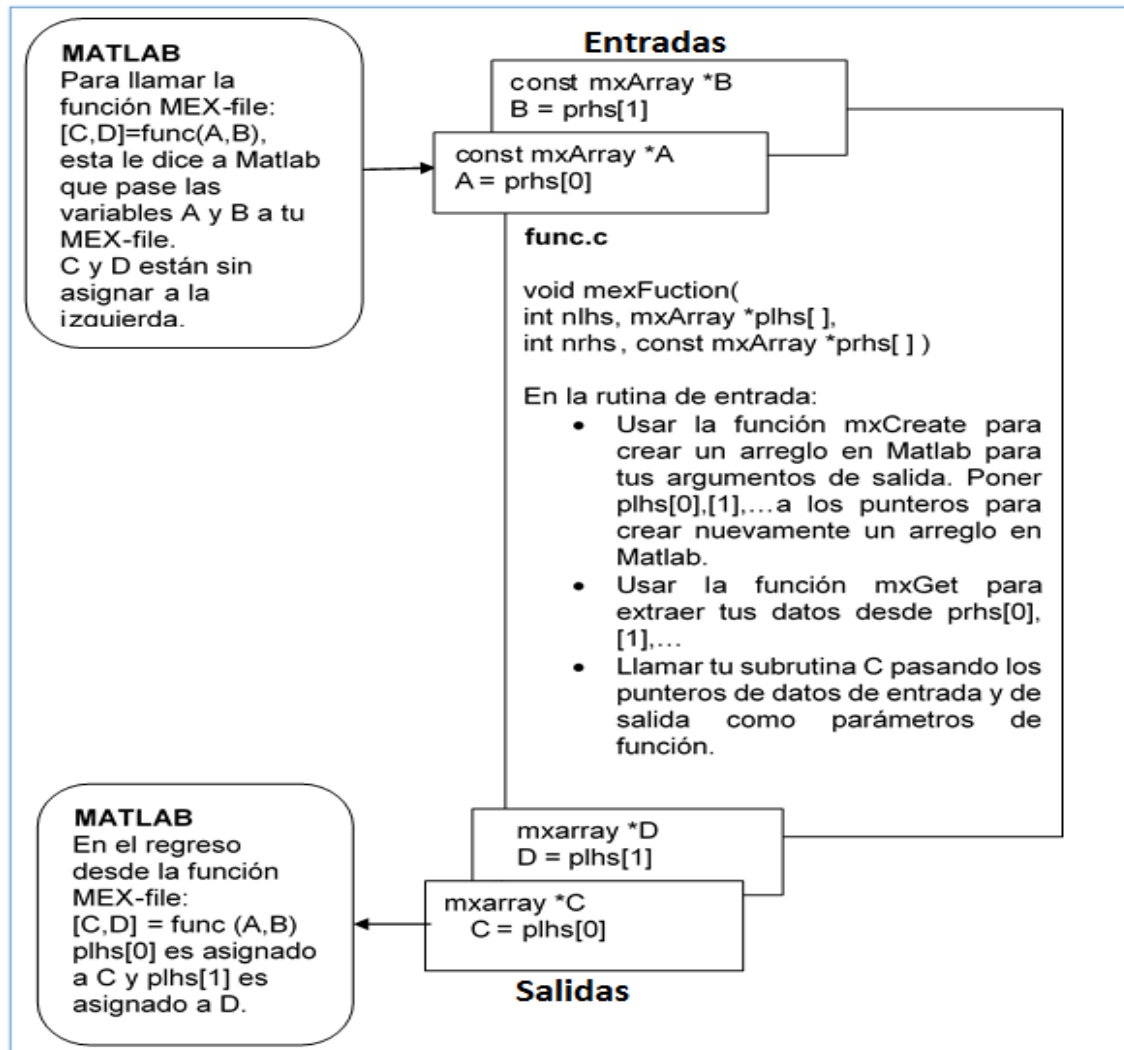 MATLAB
Para llamar la
función MEX-file:
[C,D]=func(A,B),
esta le dice a Matlab
que pase las
variables A y B a tu
MEX-file.
C y D están sin
asignar a la
izquierda.
Entradas
const mxArray *B
B = prhs[1]
const mxArray *A
A = prhs[0]
func.c
void mexFuction(
int nlhs, mxArray *plhs[ ],
int nrhs , const mxArray *prhs[ ] )
En la rutina de entrada:
• Usar la función mxCreate para
crear un arreglo en Matlab para
tus argumentos de salida. Poner
plhs[0],[1],…a los punteros para
crear nuevamente un arreglo en
Matlab.
• Usar la función mxGet para
extraer tus datos desde prhs[0],
[1],…
• Llamar tu subrutina C pasando los
punteros de datos de entrada y de
salida como parámetros de
función.
MATLAB
En el regreso
desde la función
MEX-file:
[C,D] = func (A,B)
plhs[0] es asignado
a C y plhs[1] es
asignado a D.
mxarray *D
D = plhs[1]
mxarray *C
C = plhs[0]
Salidas